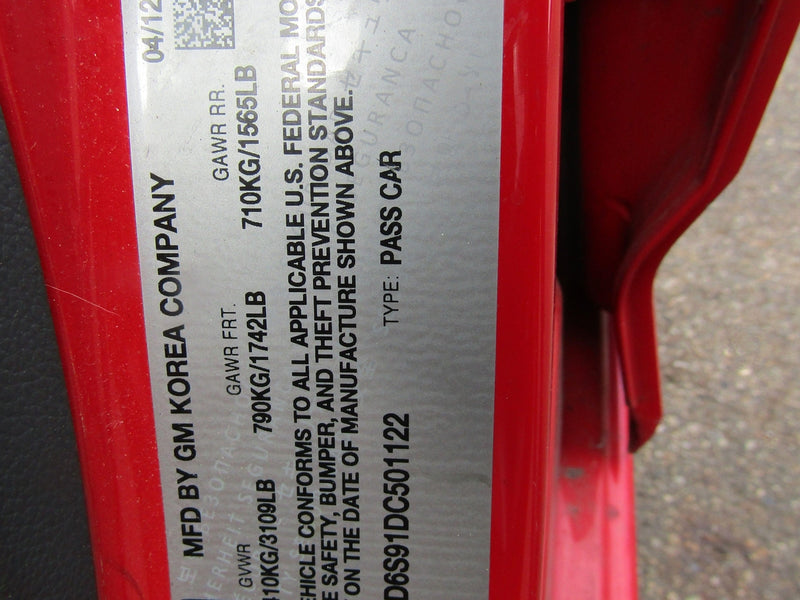 MFD BY GM KOREA COMPANY
04/12
GVWR
GAWR FRT.
GAWR RR.
410KG/3109LB
790KG/1742LB
710KG/1565LB
EHICLE CONFORMS TO ALL APPLICABLE U.S. FEDERAL MO
E SAFETY, BUMPER, AND THEFT PREVENTION STANDARDS
ON THE DATE OF MANUFACTURE SHOWN ABOVE.
D6S91DC501122
TYPE: PASS CAR